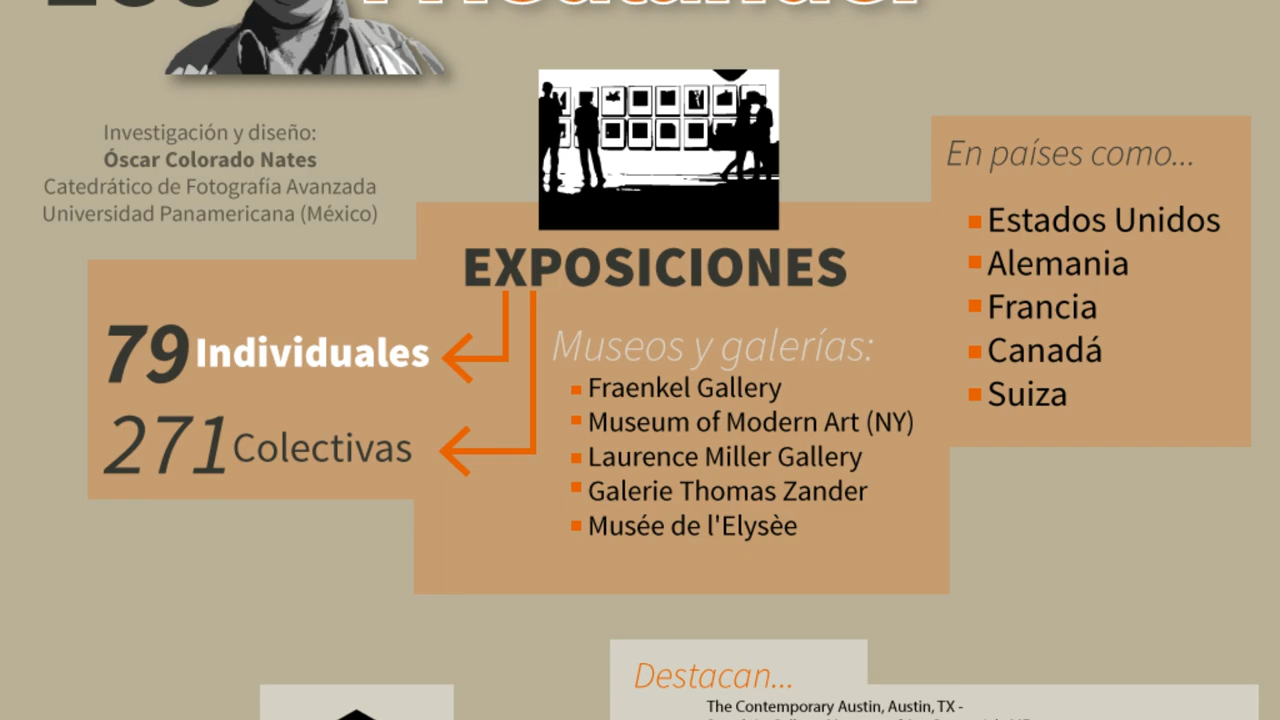 Lee Friedlander
Investigación y diseño:
Óscar Colorado Nates
Catedrático de Fotografía Avanzada
Universidad Panamericana (México)
EXPOSICIONES
79 Individuales
271 Colectivas
Museos y galerías:
Fraenkel Gallery
Museum of Modern Art (NY)
Laurence Miller Gallery
Galerie Thomas Zander
Musée de l'Elysèe
En países como...
Estados Unidos
Alemania
Francia
Canadá
Suiza
Destacan...
The Contemporary Austin, Austin, TX -